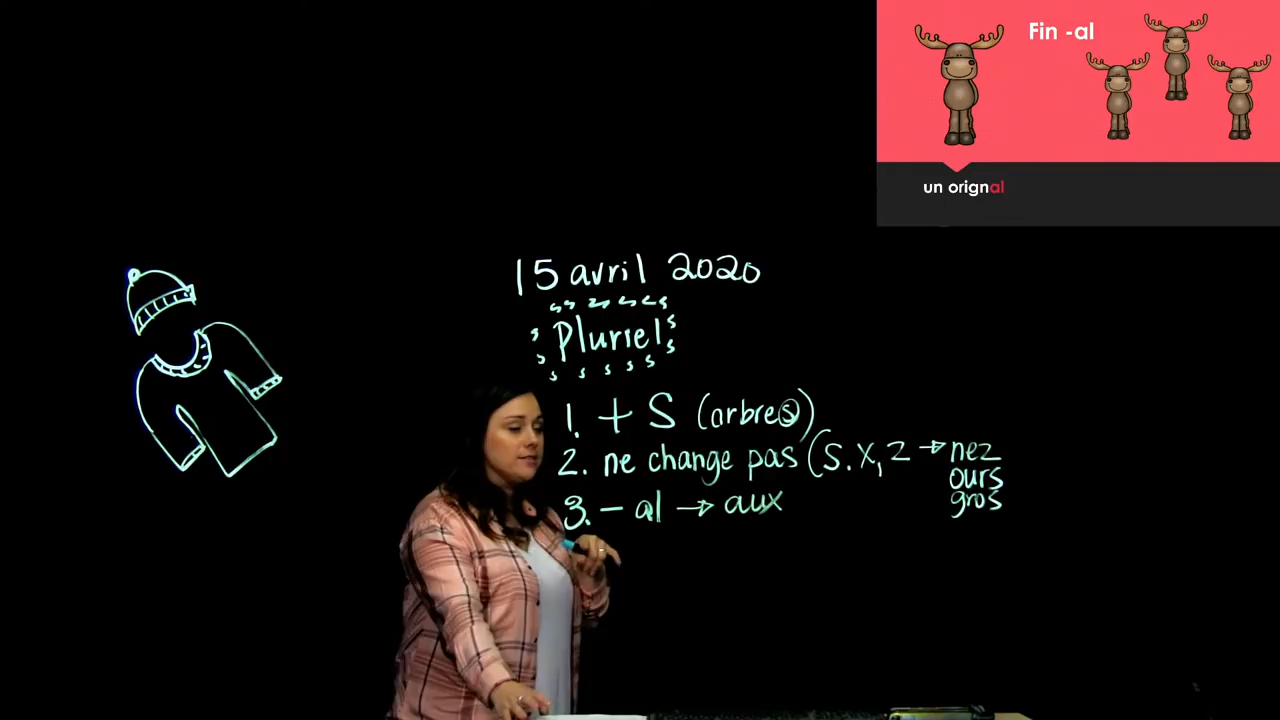 Fin -al
un orignal
15 avril 2020
Pluriel
1. + S (arbres)
2. ne change pas (s. x, z → nez
ours
gros
3. - al → aux